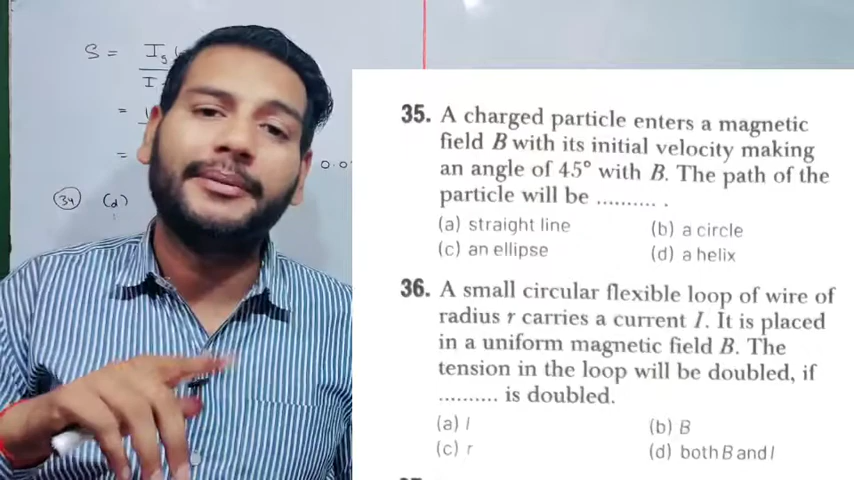 S = I
I
=
=
0.0
34 (d)
35. A charged particle enters a magnetic
field B with its initial velocity making
an angle of 45° with B. The path of the
particle will be .......... .
(a) straight line (b) a circle
(c) an ellipse (d) a helix
36. A small circular flexible loop of wire of
radius r carries a current I. It is placed
in a uniform magnetic field B. The
tension in the loop will be doubled, if
.......... is doubled.
(a) I (b) B
(c) r (d) both B and I